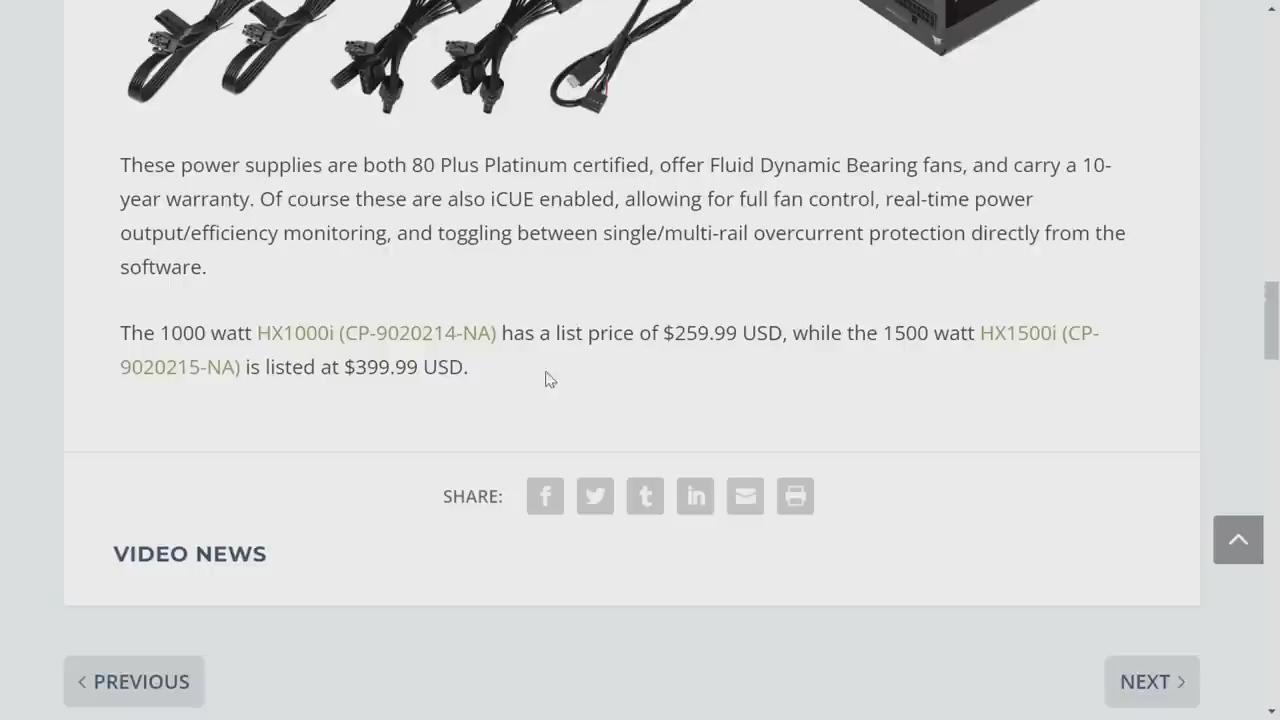 These power supplies are both 80 Plus Platinum certified, offer Fluid Dynamic Bearing fans, and carry a 10-
year warranty. Of course these are also iCUE enabled, allowing for full fan control, real-time power
output/efficiency monitoring, and toggling between single/multi-rail overcurrent protection directly from the
software.
The 1000 watt HX1000i (CP-9020214-NA) has a list price of $259.99 USD, while the 1500 watt HX1500i (CP-
9020215-NA) is listed at $399.99 USD.
SHARE:
VIDEO NEWS
PREVIOUS
NEXT